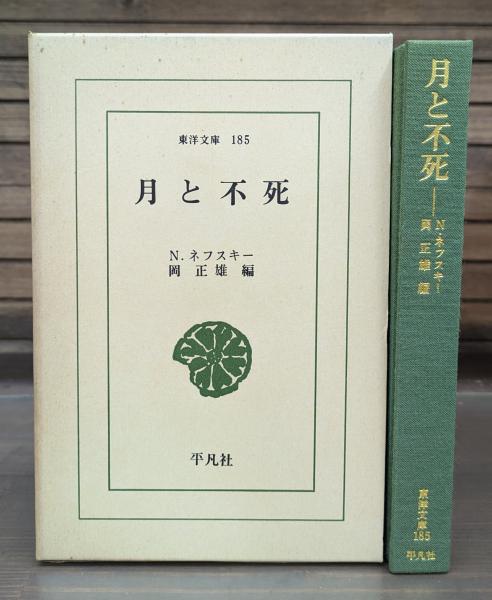 東洋文庫 185
月と不死
N. ネフスキー
岡 正雄 編
平凡社
月と不死—N・ネフスキー
岡 正雄 編
東洋文庫
185
平凡社